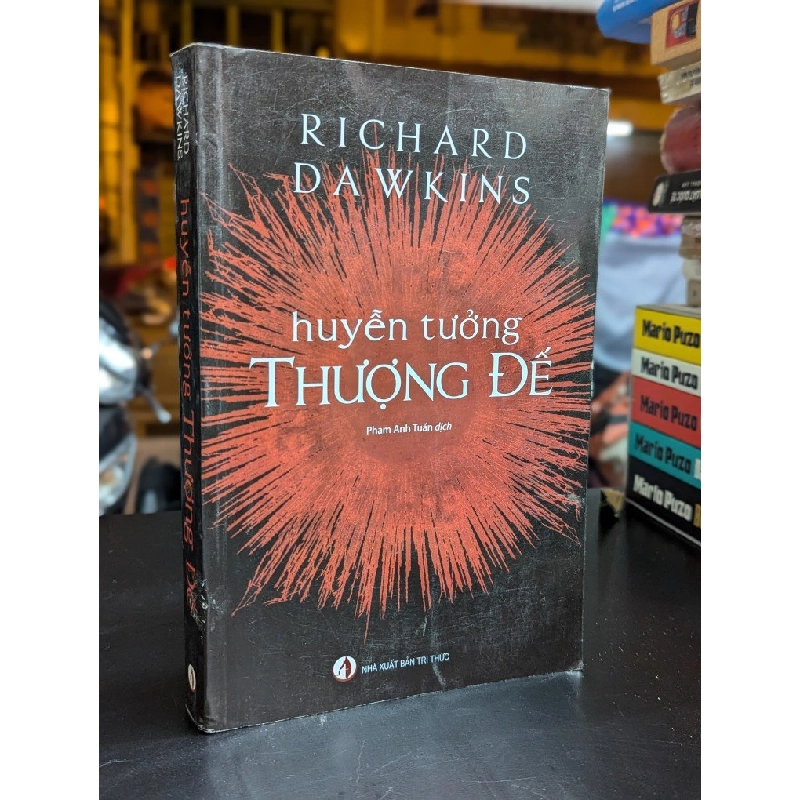 RICHARD
DAWKINS
huyễn tưởng
THƯỢNG ĐẾ
Phạm Anh Tuấn dịch
NHÀ XUẤT BẢN TRI THỨC
RICHARD
DAWKINS
huyễn tưởng THƯỢNG ĐẾ
Mario Puzo
Mario Puzo
Mario Puzo
Mario Puzo
Mario Puzo